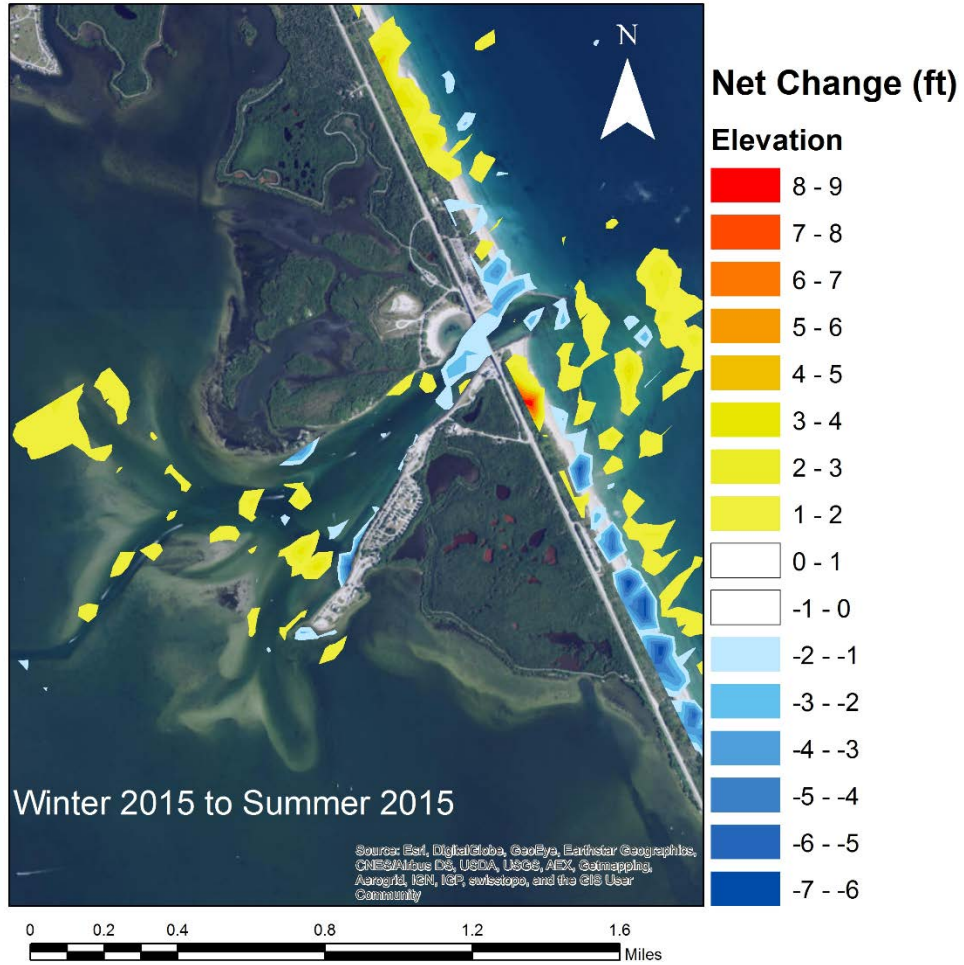 N
Net Change (ft)
Elevation
8 - 9
7 - 8
6 - 7
5 - 6
4 - 5
3 - 4
2 - 3
1 - 2
0 - 1
-1 - 0
-2 - -1
-3 - -2
-4 - -3
-5 - -4
-6 - -5
-7 - -6
Winter 2015 to Summer 2015
Source: Esri, DigitalGlobe, GeoEye, Earthstar Geographics,
CNES/Airbus DS, USDA, USGS, AEX, Getmapping,
Aerogrid, IGN, IGP, swisstopo, and the GIS User
Community
0 0.2 0.4 0.8 1.2 1.6
Miles